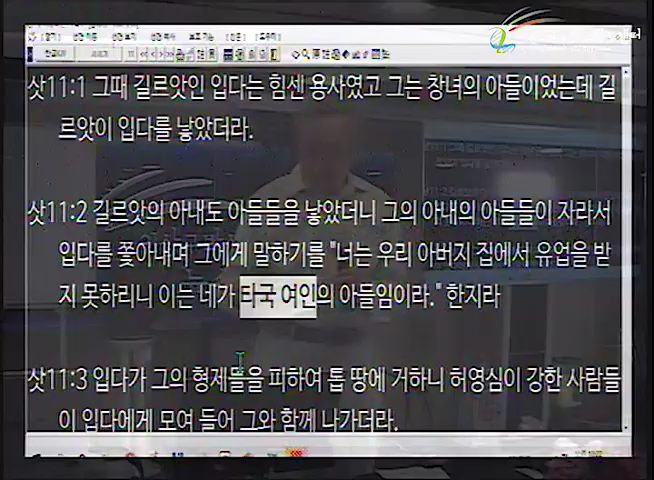 삿11:1 그때 길르앗인 입다는 힘센 용사였고 그는 창녀의 아들이었는데 길
르앗이 입다를 낳았더라.
삿11:2 길르앗의 아내도 아들들을 낳았더니 그의 아내의 아들들이 자라서
입다를 쫓아내며 그에게 말하기를 "너는 우리 아버지 집에서 유업을 받
지 못하리니 이는 네가 타국 여인의 아들임이라." 한지라
삿11:3 입다가 그의 형제들을 피하여 톱 땅에 거하니 허영심이 강한 사람들
이 입다에게 모여 들어 그와 함께 나가더라.